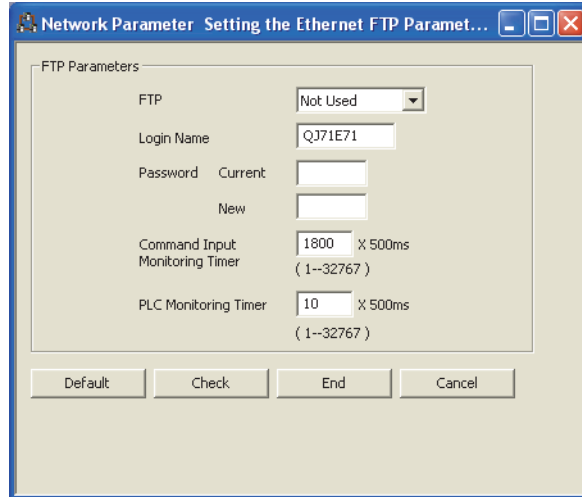 Network Parameter Setting the Ethernet FTP Paramet...
FTP Parameters
FTP Not Used
Login Name QJ71E71
Password Current
New
Command Input Monitoring Timer 1800 X 500ms
( 1--32767 )
PLC Monitoring Timer 10 X 500ms
( 1--32767 )
Default Check End Cancel